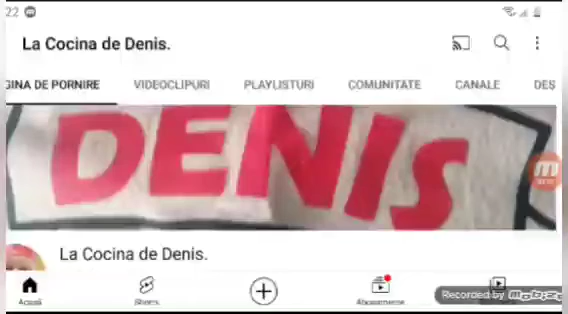 22
La Cocina de Denis.
GINA DE PORNIRE VIDEOCLIPURI PLAYLISTURI COMUNITATE CANALE DES
DENIS
La Cocina de Denis.
Acasă Shorts Abonamente
Recorded by